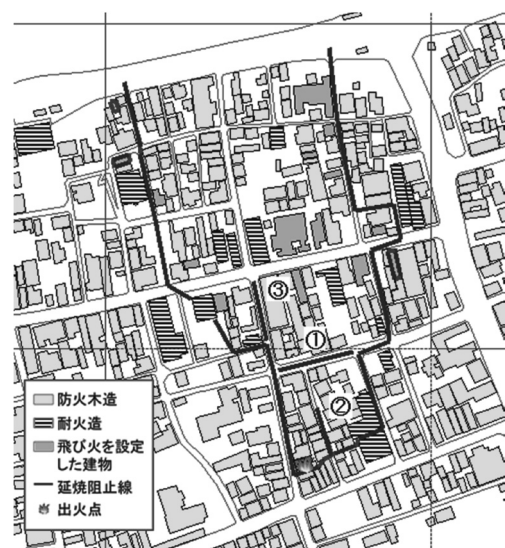 ③
①
②
防火木造
耐火造
飛び火を設定
した建物
延焼阻止線
出火点